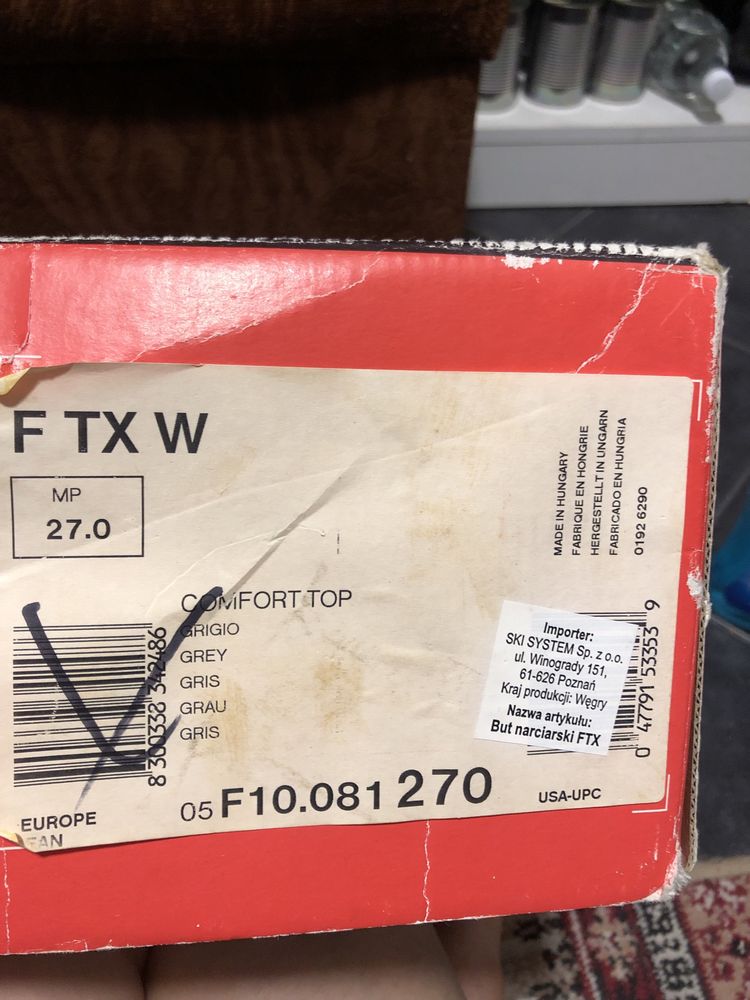 F TX W
MP
27.0
COMFORT TOP
GRIGIO
GREY
GRIS
GRAU
GRIS
8 300338 342486
EUROPE
EAN
05 F10.081 270
MADE IN HUNGARY
FABRIQUE EN HONGRIE
HERGESTELLT IN UNGARN
FABRICADO EN HUNGRIA
0192 6290
Importer:
SKI SYSTEM Sp. z o.o.
ul. Winogrady 151,
61-626 Poznań
Kraj produkcji: Węgry
Nazwa artykułu:
But narciarski FTX
0 47791 53353 9
USA-UPC